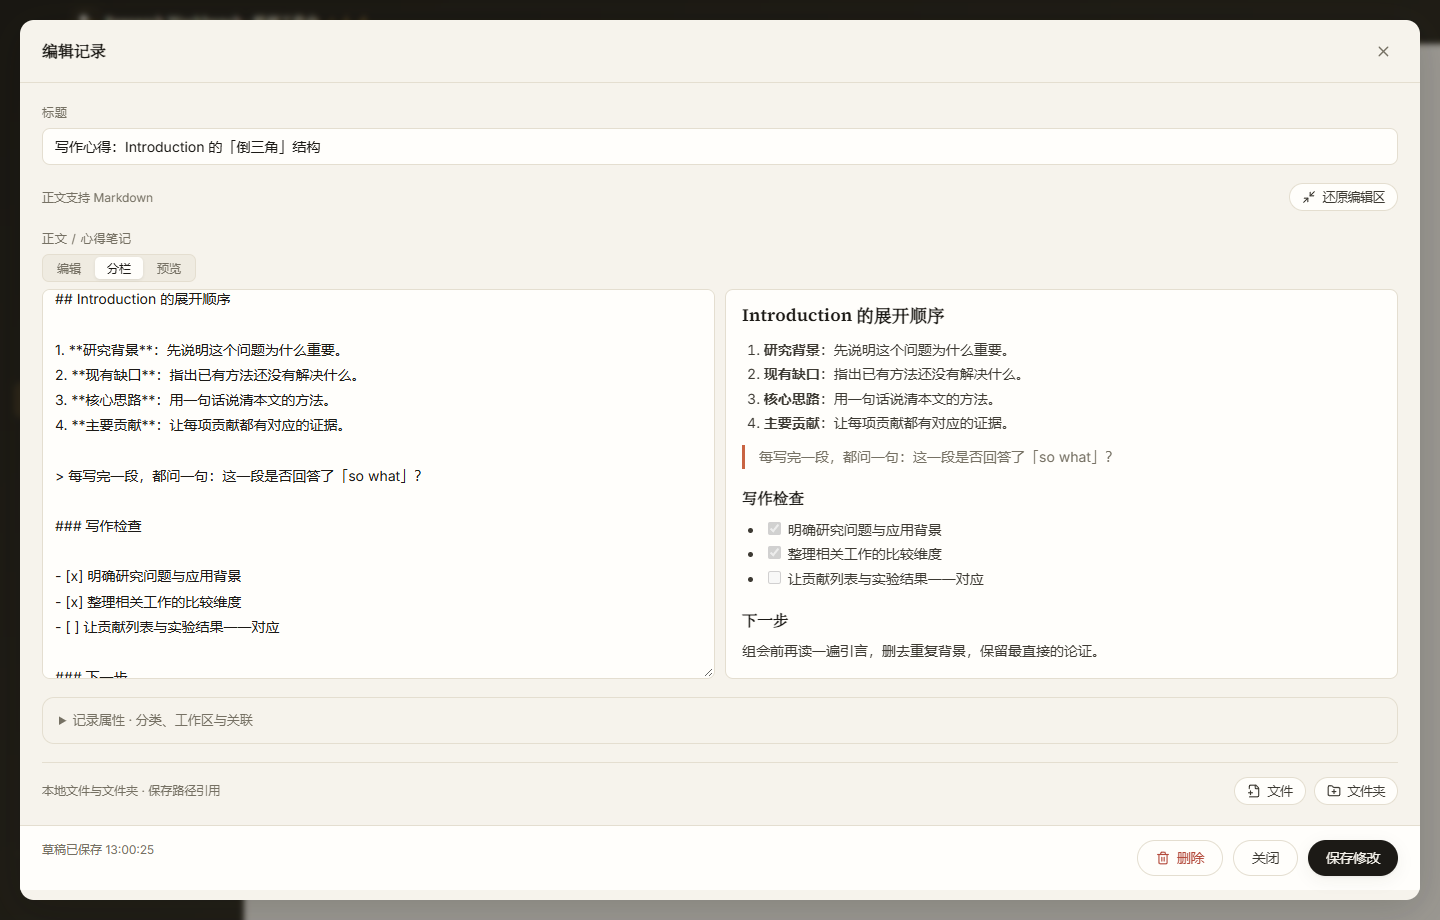 编辑记录
标题
写作心得：Introduction 的「倒三角」结构
正文支持 Markdown
还原编辑区
正文 / 心得笔记
编辑 分栏 预览
## Introduction 的展开顺序
1. **研究背景**：先说明这个问题为什么重要。
2. **现有缺口**：指出已有方法还没有解决什么。
3. **核心思路**：用一句话说清本文的方法。
4. **主要贡献**：让每项贡献都有对应的证据。
> 每写完一段，都问一句：这一段是否回答了「so what」？
### 写作检查
- [x] 明确研究问题与应用背景
- [x] 整理相关工作的比较维度
- [ ] 让贡献列表与实验结果一一对应
### 下一步
Introduction 的展开顺序
1. 研究背景：先说明这个问题为什么重要。
2. 现有缺口：指出已有方法还没有解决什么。
3. 核心思路：用一句话说清本文的方法。
4. 主要贡献：让每项贡献都有对应的证据。
每写完一段，都问一句：这一段是否回答了「so what」？
写作检查
明确研究问题与应用背景
整理相关工作的比较维度
让贡献列表与实验结果一一对应
下一步
组会前再读一遍引言，删去重复背景，保留最直接的论证。
记录属性 · 分类、工作区与关联
本地文件与文件夹 · 保存路径引用
文件
文件夹
草稿已保存 13:00:25
删除
关闭
保存修改